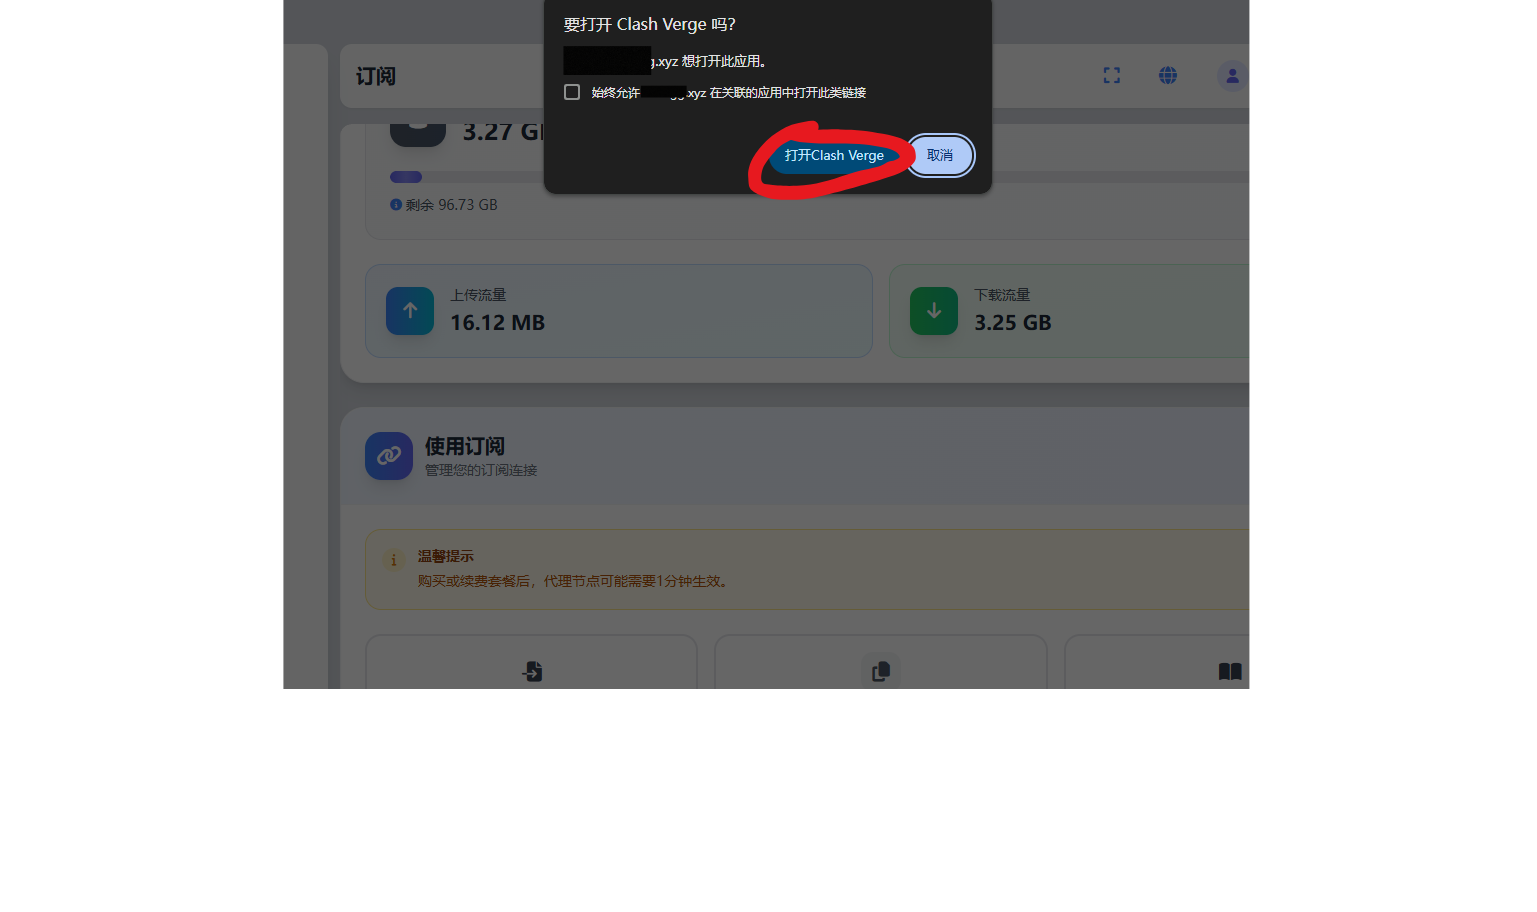 要打开 Clash Verge 吗?
g.xyz 想打开此应用。
始终允许 .xyz 在关联的应用中打开此类链接
打开Clash Verge
取消
订阅
3.27 G
剩余 96.73 GB
上传流量
16.12 MB
下载流量
3.25 GB
使用订阅
管理您的订阅连接
温馨提示
购买或续费套餐后，代理节点可能需要1分钟生效。